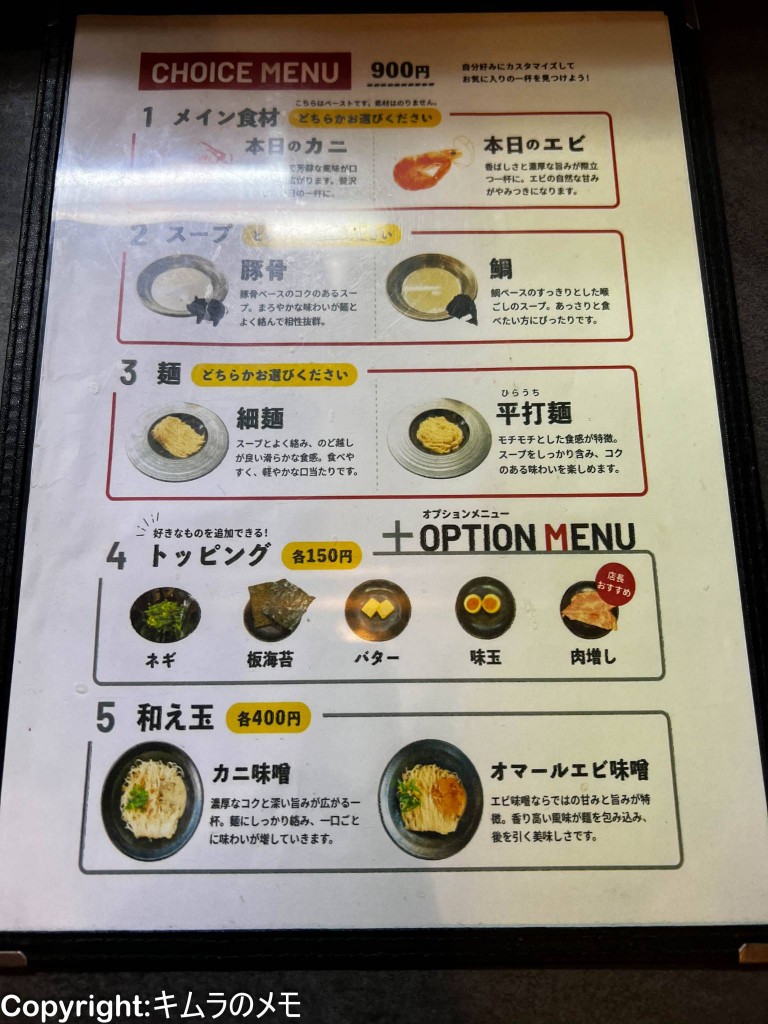 CHOICE MENU 900円
自分好みにカスタマイズして
お気に入りの一杯を見つけよう!
こちらはペーストです。素材はのりません。
1 メイン食材 どちらかお選びください
本日のカニ
で芳醇な風味が口
広がります。贅沢
日の一杯に。
本日のエビ
香ばしさと濃厚な旨みが際立
つ一杯に。エビの自然な甘み
がやみつきになります。
2 スープ
豚骨
豚骨ベースのコクのあるスー
プ。まろやかな味わいが麺と
よく絡んで相性抜群。
鯛
鯛ベースのすっきりとした喉
ごしのスープ。あっさりと食
べたい方にぴったりです。
3 麺 どちらかお選びください
細麺
スープとよく絡み、のど越し
が良い滑らかな食感。食べや
すく、軽やかな口当たりです。
ひらうち
平打麺
モチモチとした食感が特徴。
スープをしっかり含み、コク
のある味わいを楽しめます。
オプションメニュー
+OPTION MENU
好きなものを追加できる!
4 トッピング 各150円
店長
おすすめ
ネギ 板海苔 バター 味玉 肉増し
5 和え玉 各400円
カニ味噌
濃厚なコクと深い旨みが広がる一
杯。麺にしっかり絡み、一口ごと
に味わいが増していきます。
オマールエビ味噌
エビ味噌ならではの甘みと旨みが特
徴。香り高い風味が麺を包み込み、
後を引く美味しさです。
Copyright:キムラのメモ